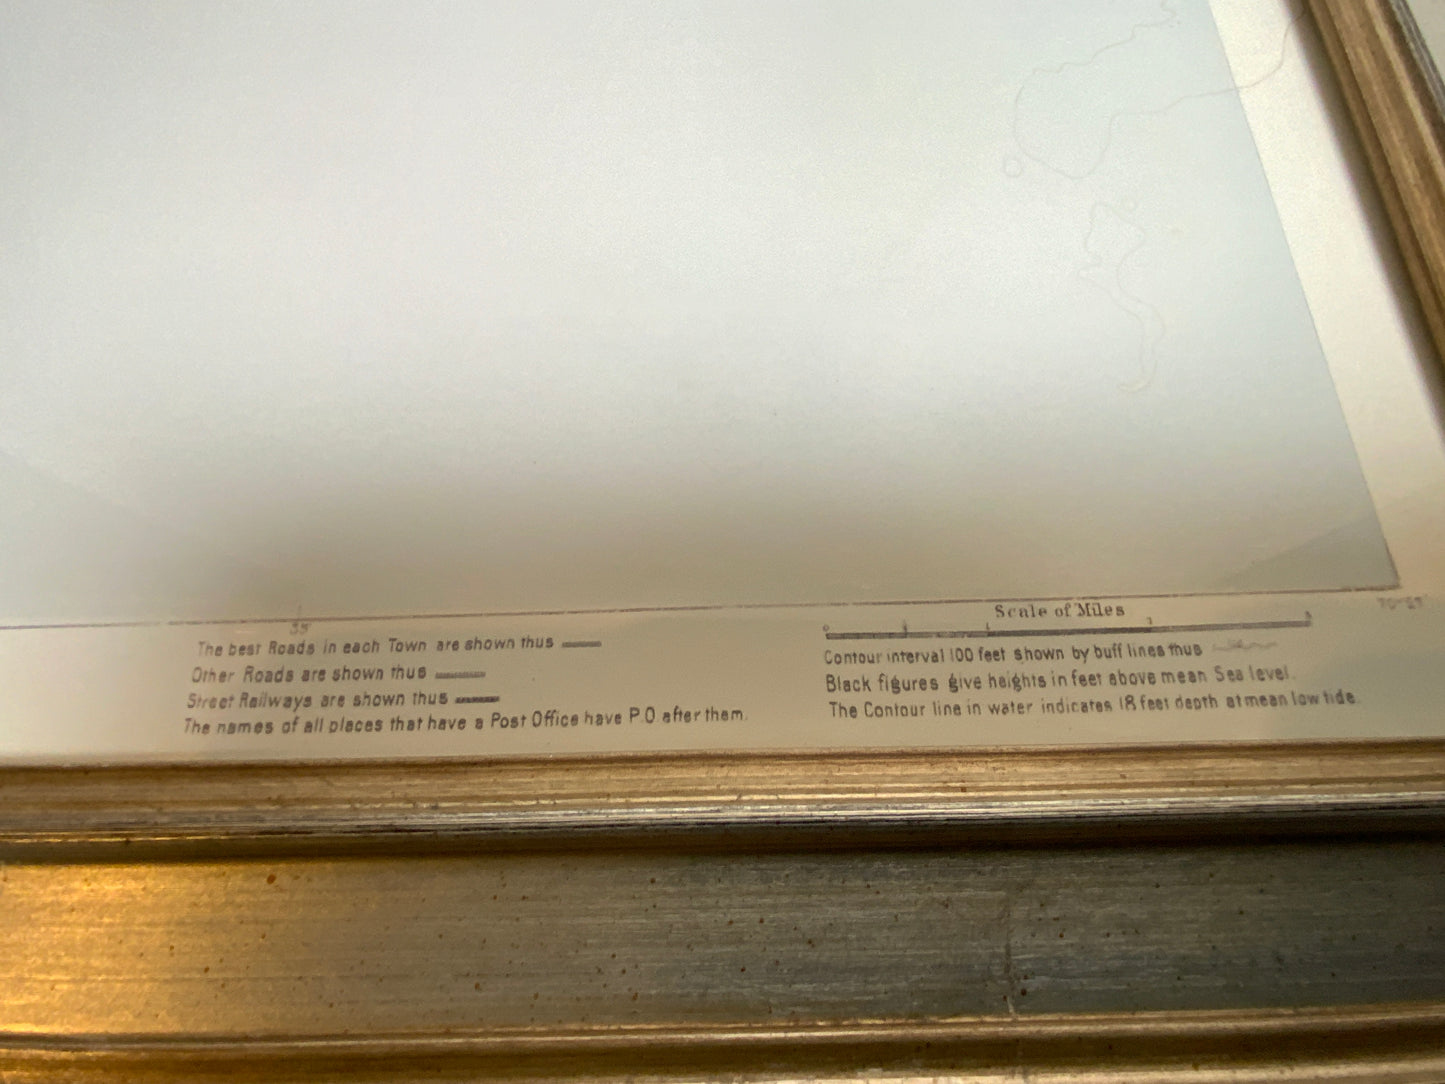 35'
The best Roads in each Town are shown thus
Other Roads are shown thus
Street Railways are shown thus
The names of all places that have a Post Office have P.O. after them.
Scale of Miles
0
1
Contour interval 100 feet shown by buff lines thus
Black figures give heights in feet above mean Sea level.
The Contour line in water indicates 18 feet depth at mean low tide.